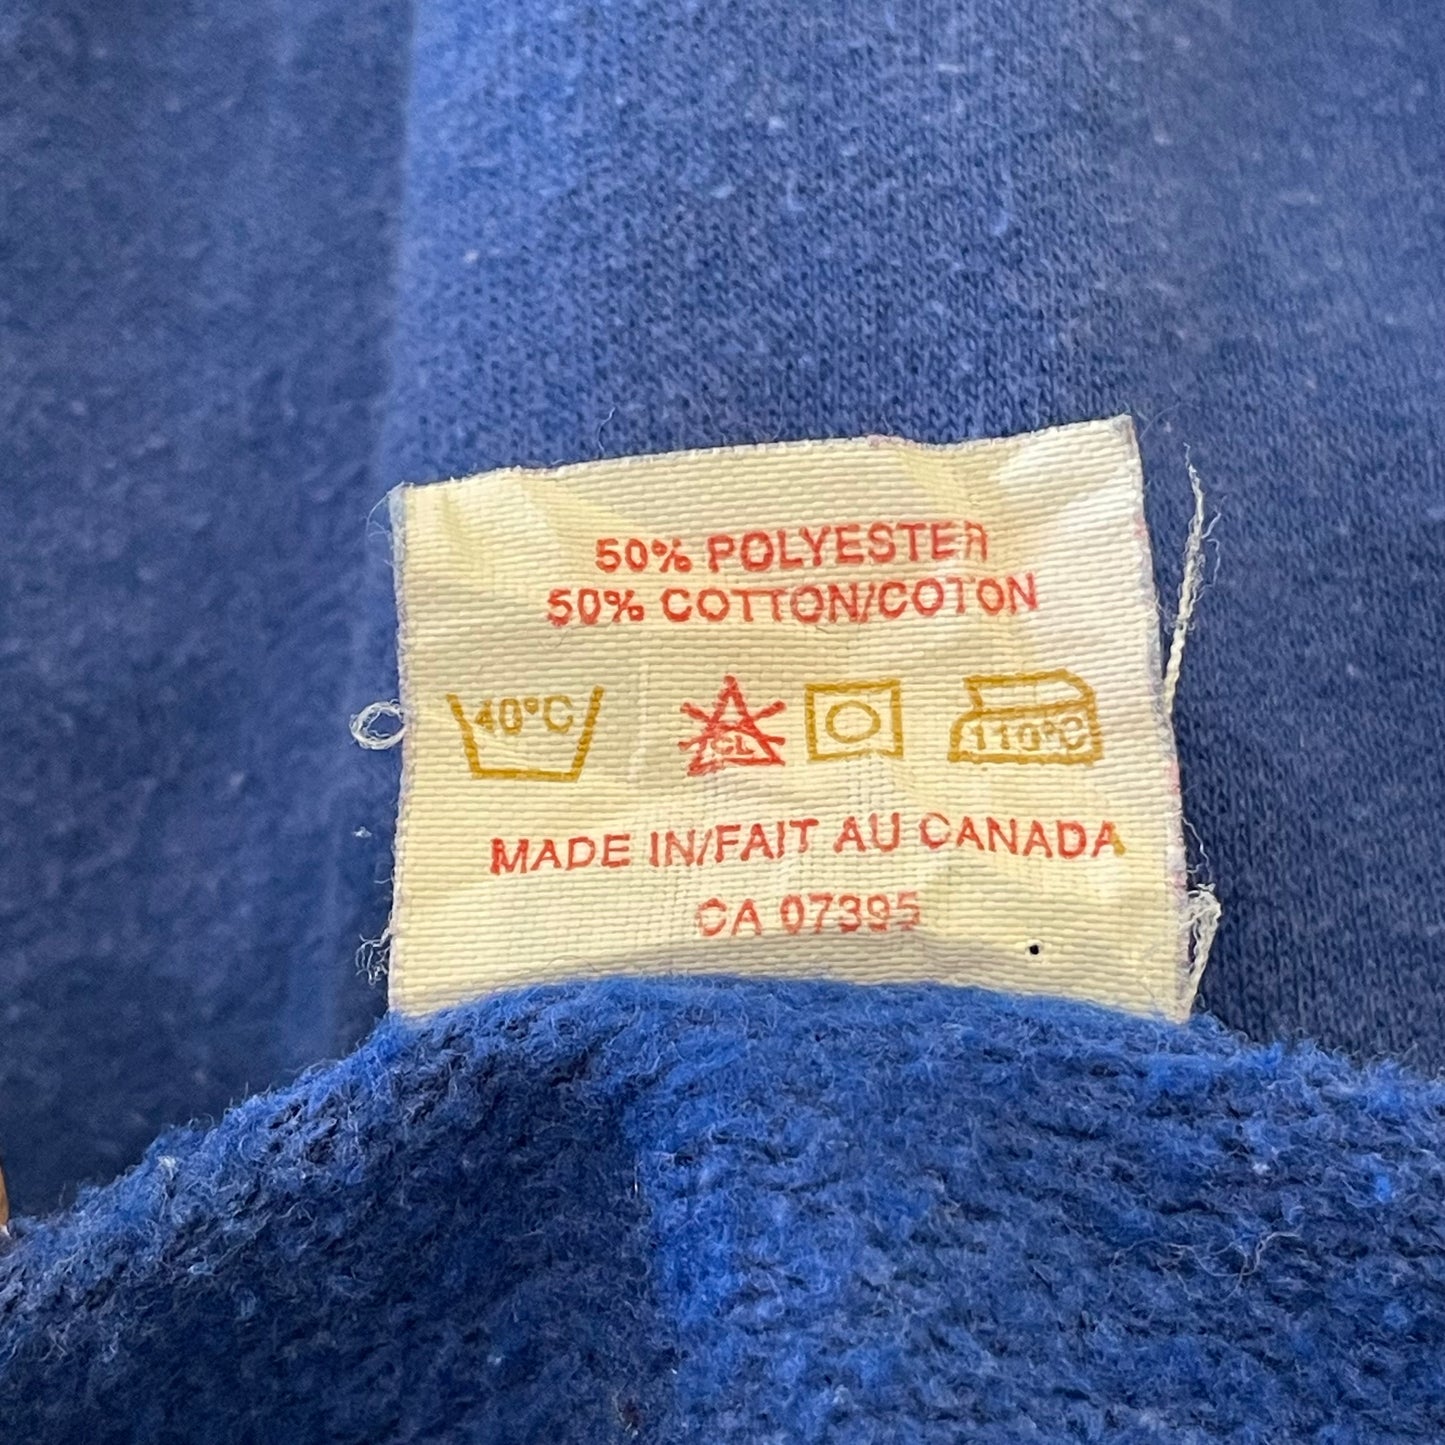 50% POLYESTER
50% COTTON/COTON
40°C CL 110°C
MADE IN/FAIT AU CANADA
CA 07395